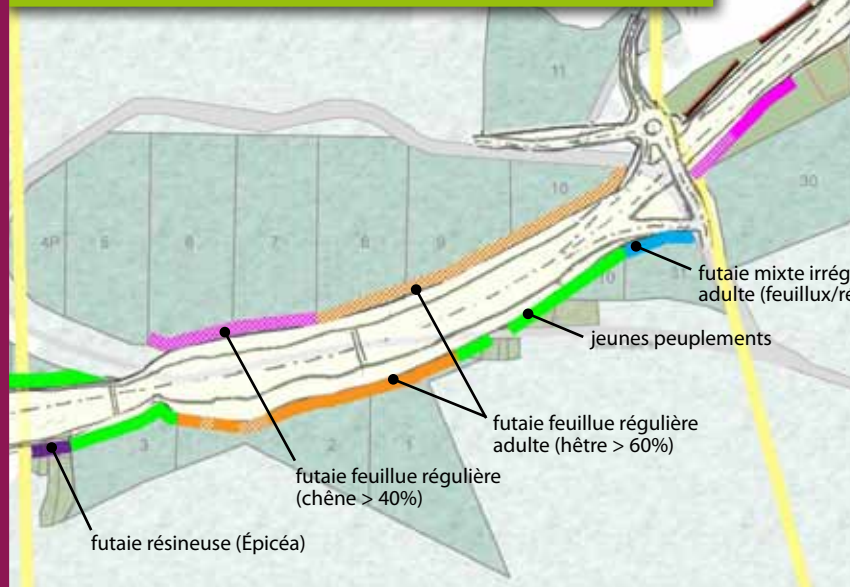 11
10
30
4P
5
6
7
8
9
futaie mixte irrég
adulte (feuillux/re
10
jeunes peuplements
futaie feuillue régulière
adulte (hêtre > 60%)
3
2
1
futaie feuillue régulière
(chêne > 40%)
futaie résineuse (Épicéa)